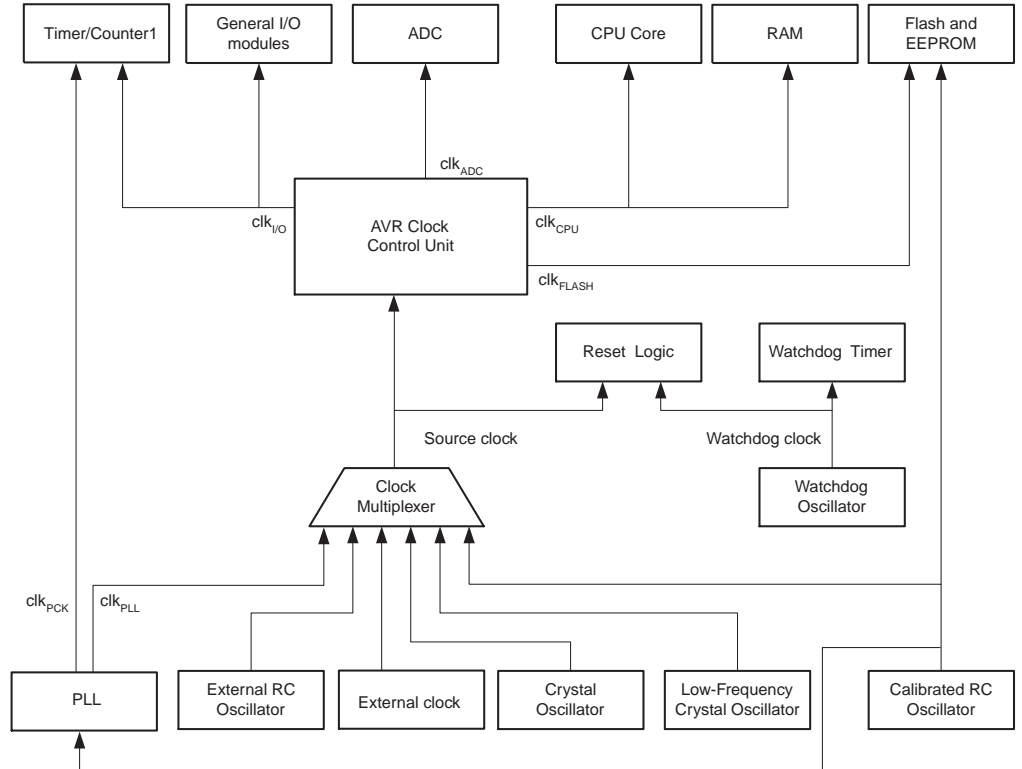 Timer/Counter1
General I/O
modules
ADC
CPU Core
RAM
Flash and
EEPROM
clkADC
clkI/O
AVR Clock
Control Unit
clkCPU
clkFLASH
Reset Logic
Watchdog Timer
Source clock
Watchdog clock
Clock
Multiplexer
Watchdog
Oscillator
clkPCK
clkPLL
PLL
External RC
Oscillator
External clock
Crystal
Oscillator
Low-Frequency
Crystal Oscillator
Calibrated RC
Oscillator